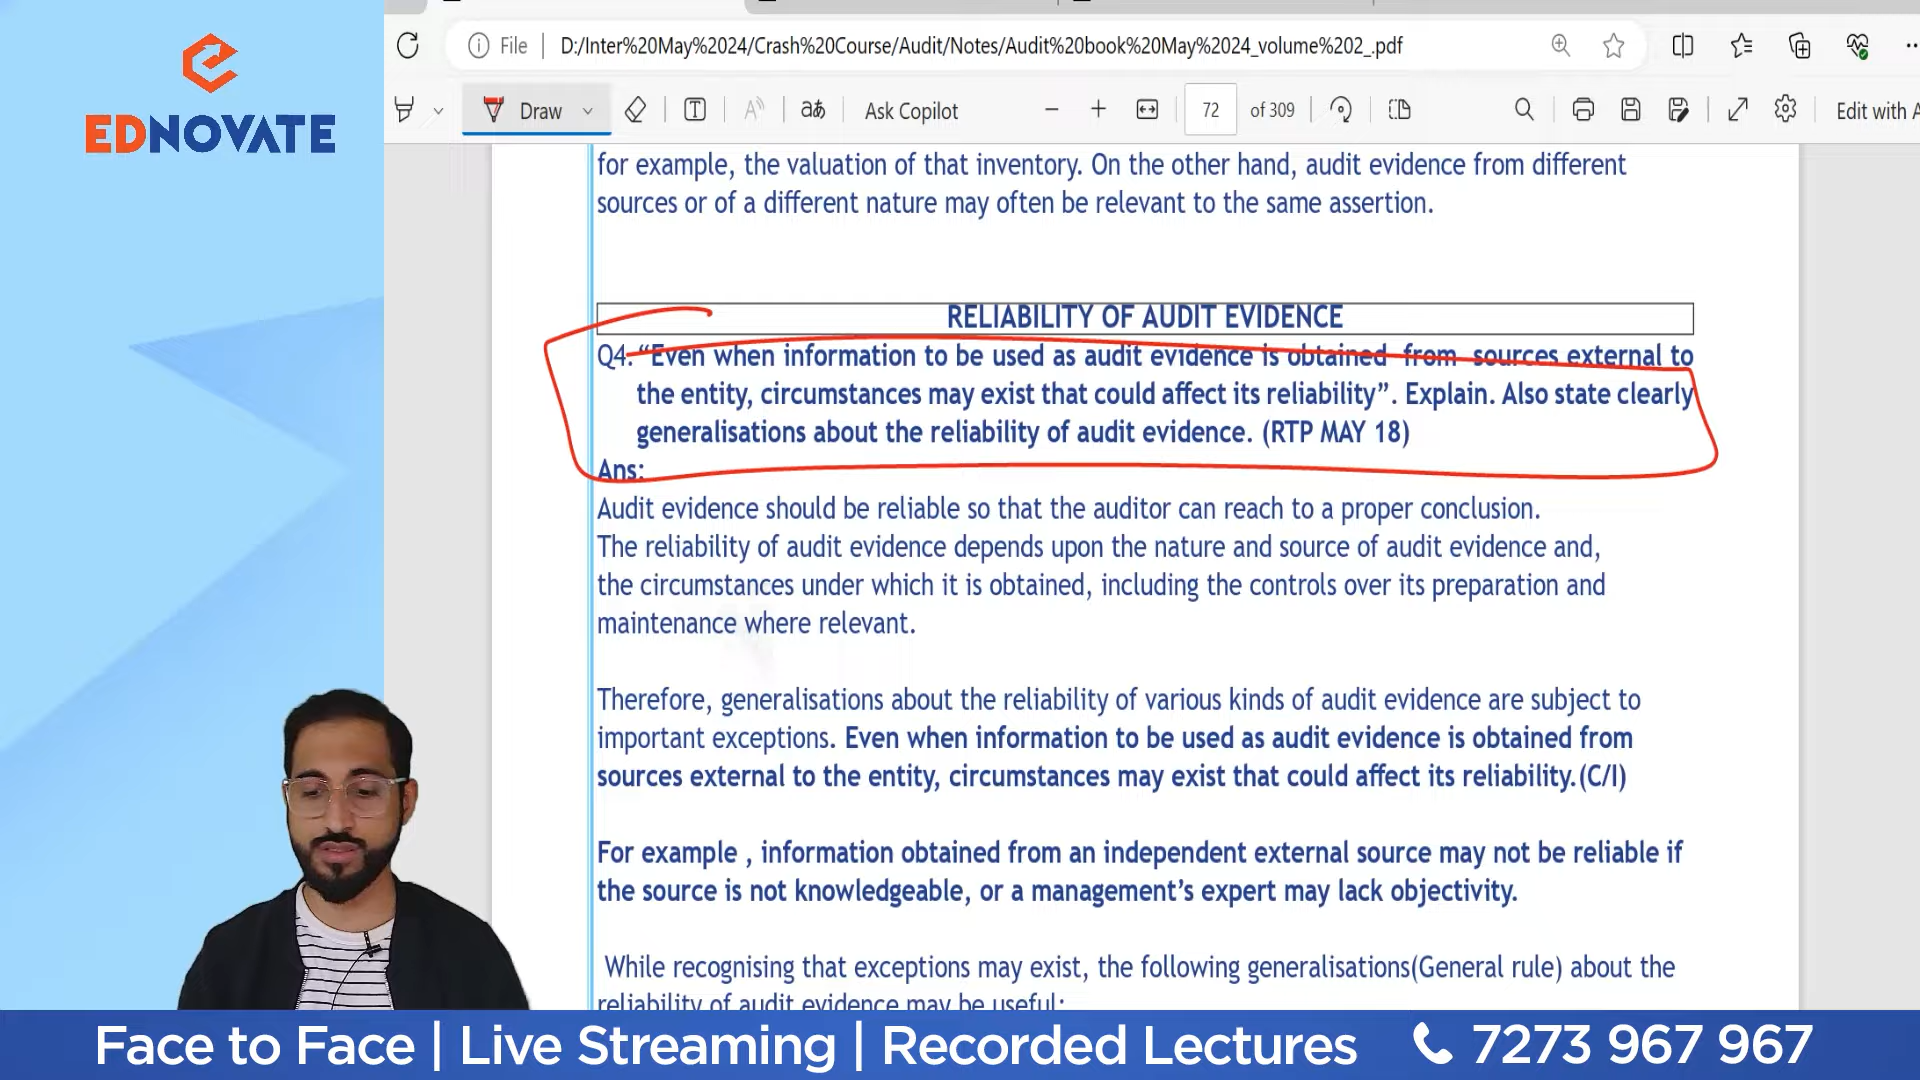 EDNOVATE
File
D:/Inter%20May%2024/Crash%20Course/Audit/Notes/Audit%20book%20May%2024_volume%202_.pdf
Draw
T
A
aあ
Ask Copilot
72
of 309
Edit with A
for example, the valuation of that inventory. On the other hand, audit evidence from different
sources or of a different nature may often be relevant to the same assertion.
RELIABILITY OF AUDIT EVIDENCE
Q4. “Even when information to be used as audit evidence is obtained from sources external to
the entity, circumstances may exist that could affect its reliability”. Explain. Also state clearly
generalisations about the reliability of audit evidence. (RTP MAY 18)
Ans:
Audit evidence should be reliable so that the auditor can reach to a proper conclusion.
The reliability of audit evidence depends upon the nature and source of audit evidence and,
the circumstances under which it is obtained, including the controls over its preparation and
maintenance where relevant.
Therefore, generalisations about the reliability of various kinds of audit evidence are subject to
important exceptions. Even when information to be used as audit evidence is obtained from
sources external to the entity, circumstances may exist that could affect its reliability.(C/I)
For example , information obtained from an independent external source may not be reliable if
the source is not knowledgeable, or a management’s expert may lack objectivity.
While recognising that exceptions may exist, the following generalisations(General rule) about the
reliability of audit evidence may be useful:
Face to Face | Live Streaming | Recorded Lectures
7273 967 967